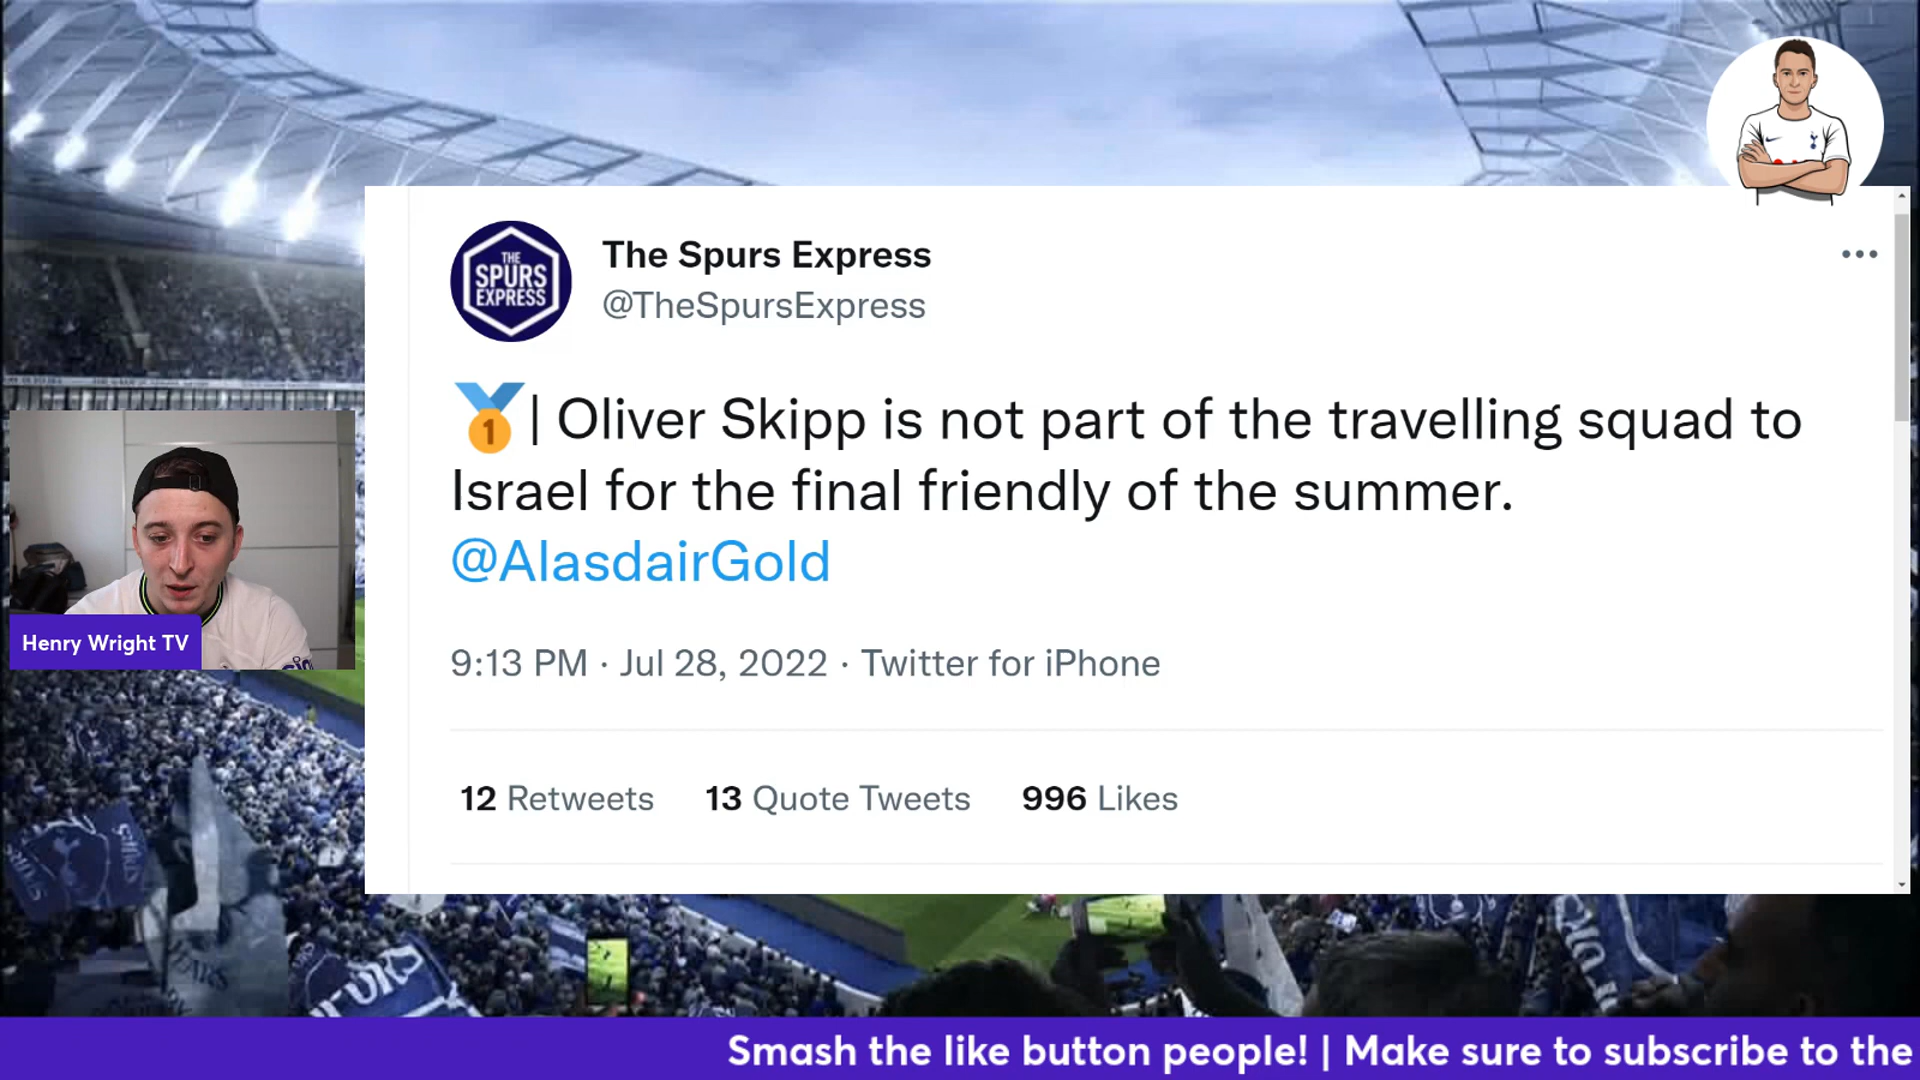 THE
SPURS
EXPRESS
The Spurs Express
@TheSpursExpress
🥇| Oliver Skipp is not part of the travelling squad to
Israel for the final friendly of the summer.
@AlasdairGold
9:13 PM · Jul 28, 2022 · Twitter for iPhone
12 Retweets 13 Quote Tweets 996 Likes
Henry Wright TV
Smash the like button people! | Make sure to subscribe to the